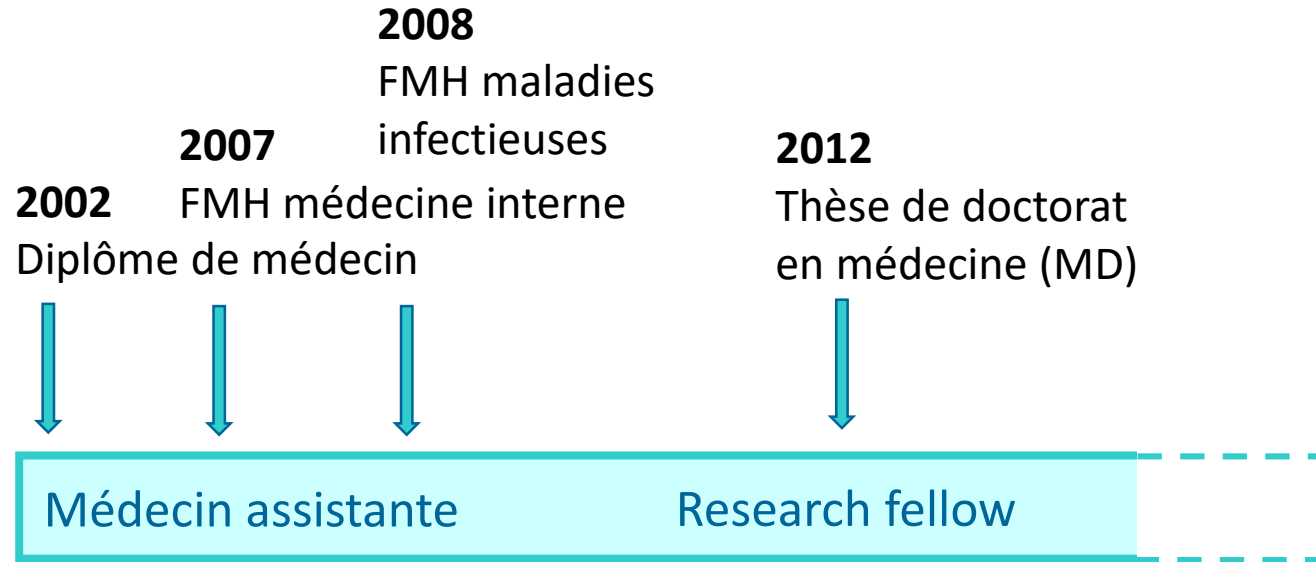 2002
Diplôme de médecin
2007
FMH médecine interne
2008
FMH maladies
infectieuses
2012
Thèse de doctorat
en médecine (MD)
Médecin assistante
Research fellow